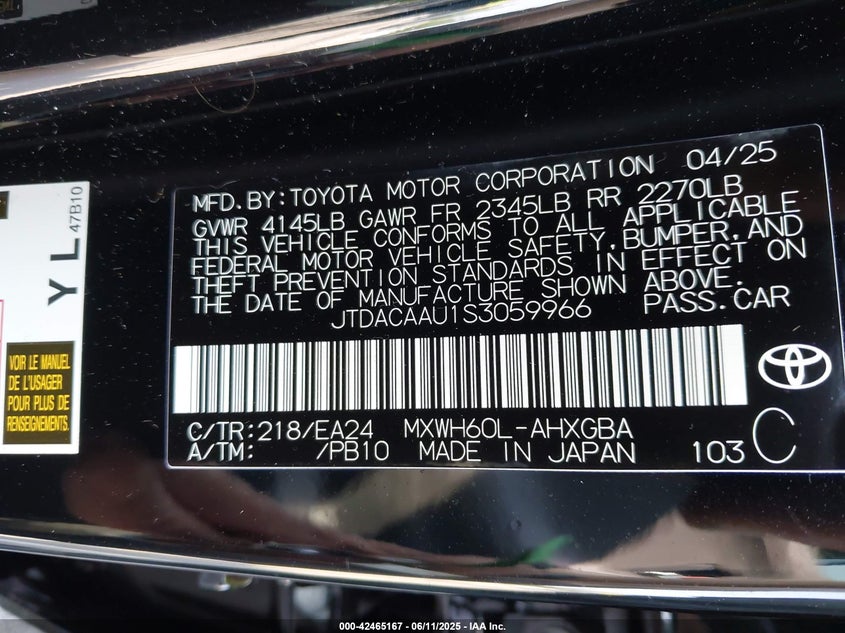 MFD.BY:TOYOTA MOTOR CORPORATION 04/25
GVWR 4145LB GAWR FR 2345LB RR 2270LB
THIS VEHICLE CONFORMS TO ALL APPLICABLE
FEDERAL MOTOR VEHICLE SAFETY,BUMPER,AND
THEFT PREVENTION STANDARDS IN EFFECT ON
THE DATE OF MANUFACTURE SHOWN ABOVE.
JTDACAAU1S3059966 PASS.CAR
C/TR:218/EA24 MXWH60L-AHXGBA
A/TM: /PB10 MADE IN JAPAN 103 C
YL
47B10
VOIR LE MANUEL
DE L'USAGER
POUR PLUS DE
RENSEIGNEMENTS.
000-42465167 - 06/11/2025 - IAA Inc.